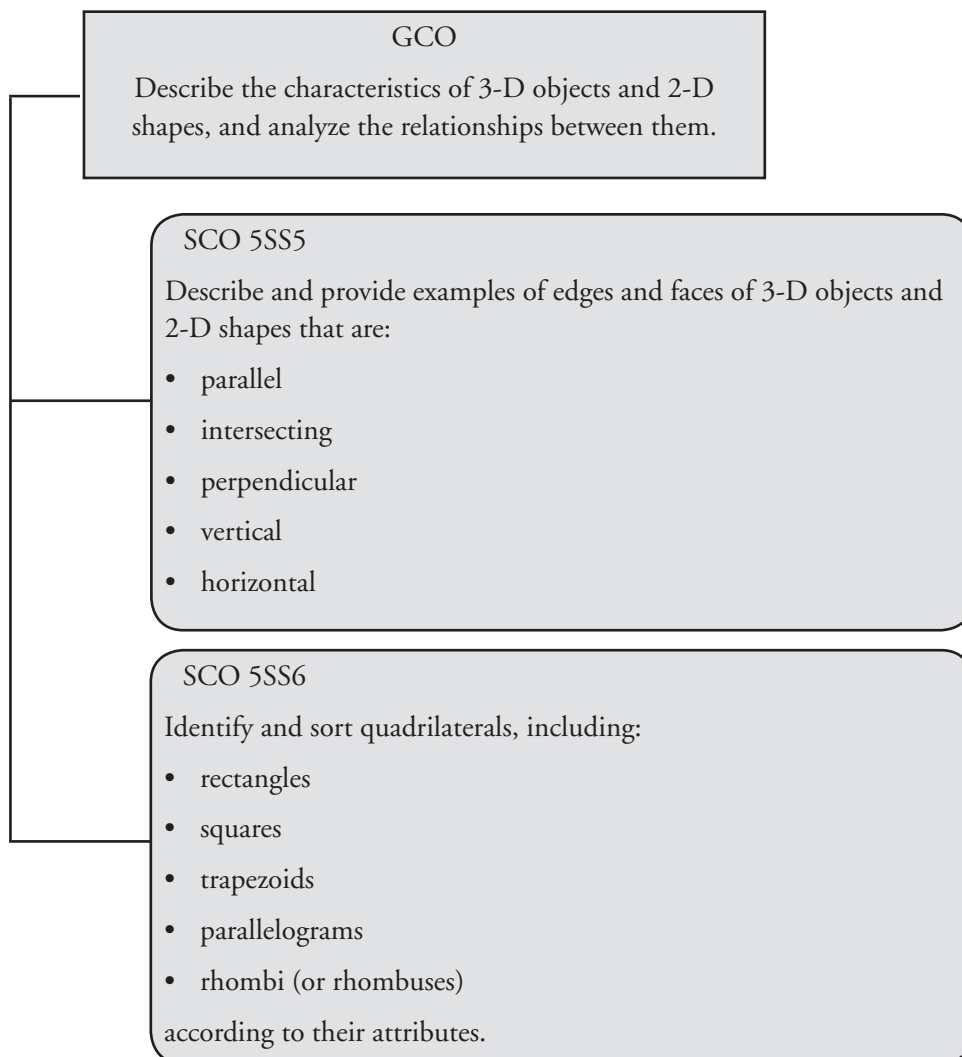 GCO
Describe the characteristics of 3-D objects and 2-D
shapes, and analyze the relationships between them.
SCO 5SS5
Describe and provide examples of edges and faces of 3-D objects and
2-D shapes that are:
• parallel
• intersecting
• perpendicular
• vertical
• horizontal
SCO 5SS6
Identify and sort quadrilaterals, including:
• rectangles
• squares
• trapezoids
• parallelograms
• rhombi (or rhombuses)
according to their attributes.